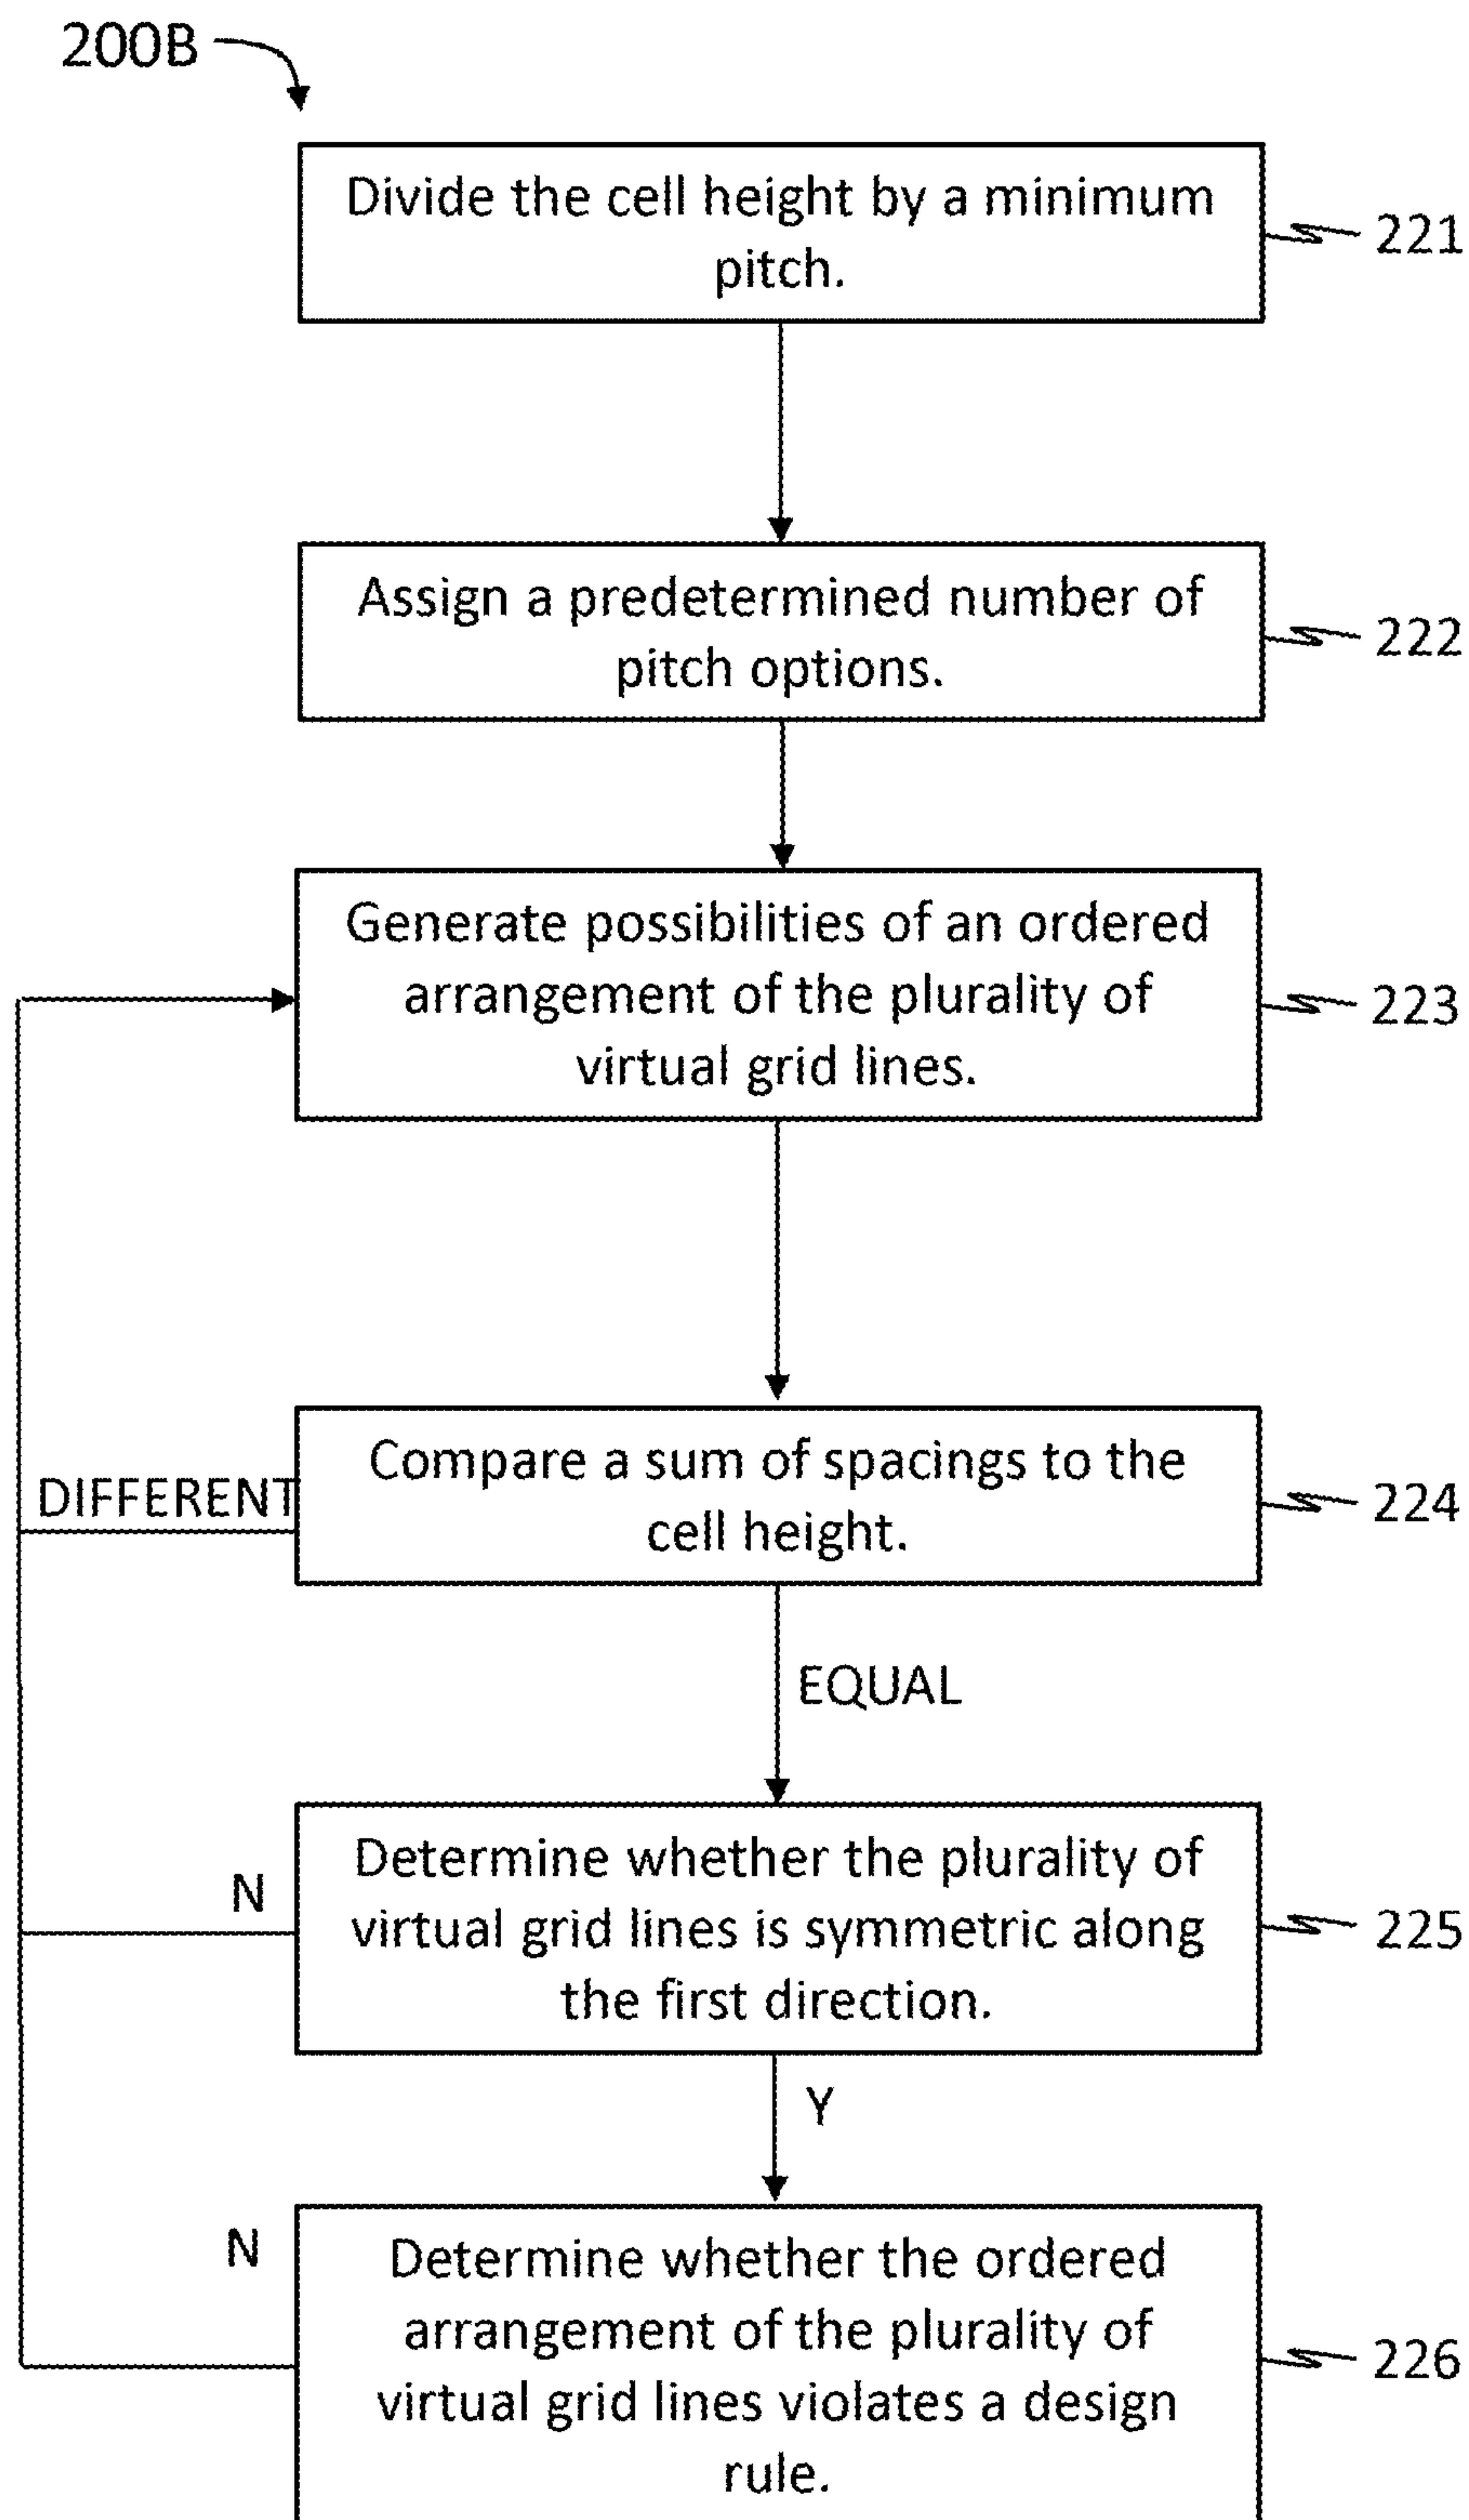 200B
Divide the cell height by a minimum
pitch.
221
Assign a predetermined number of
pitch options.
222
Generate possibilities of an ordered
arrangement of the plurality of
virtual grid lines.
223
Compare a sum of spacings to the
cell height.
224
DIFFERENT
EQUAL
Determine whether the plurality of
virtual grid lines is symmetric along
the first direction.
225
N
Y
Determine whether the ordered
arrangement of the plurality of
virtual grid lines violates a design
rule.
226
N